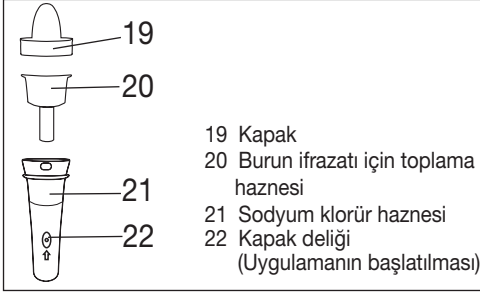 19
20
21
22
19 Kapak
20 Burun ifrazatı için toplama
haznesi
21 Sodyum klorür haznesi
22 Kapak deliği
(Uygulamanın başlatılması)